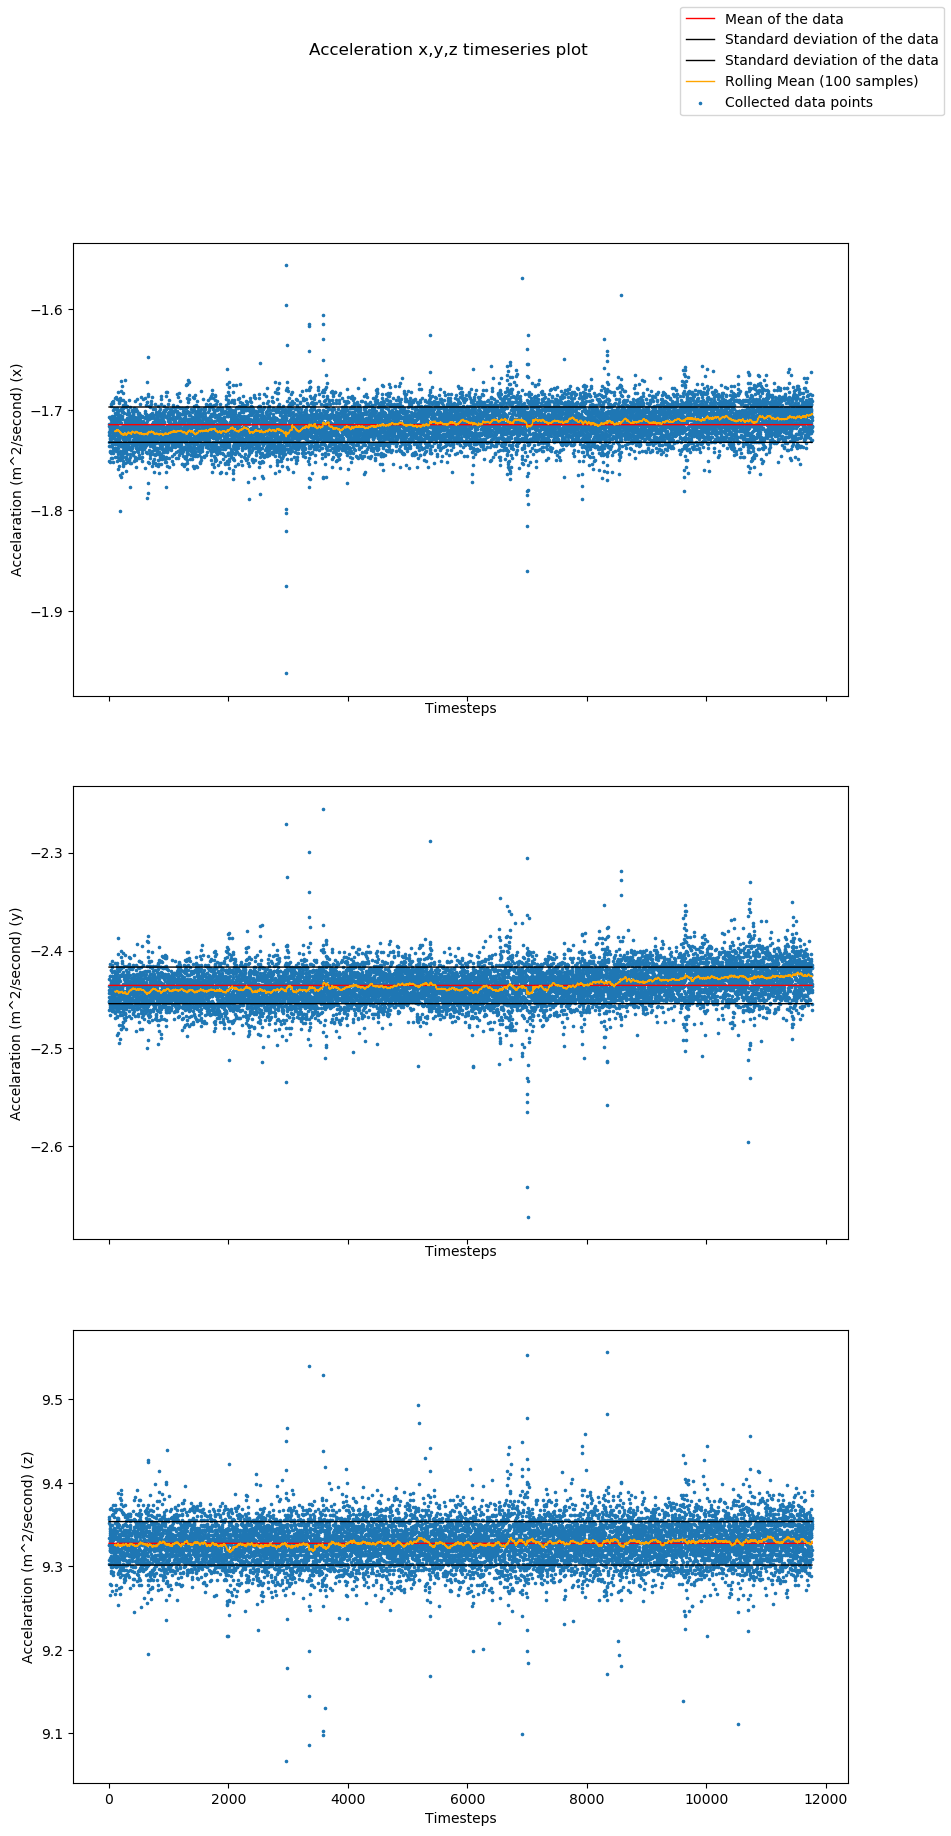 Acceleration x,y,z timeseries plot
Mean of the data
Standard deviation of the data
Standard deviation of the data
Rolling Mean (100 samples)
Collected data points
−1.6
−1.7
−1.8
−1.9
Accelaration (m^2/second) (x)
Timesteps
−2.3
−2.4
−2.5
−2.6
Accelaration (m^2/second) (y)
Timesteps
9.5
9.4
9.3
9.2
9.1
Accelaration (m^2/second) (z)
0 2000 4000 6000 8000 10000 12000
Timesteps